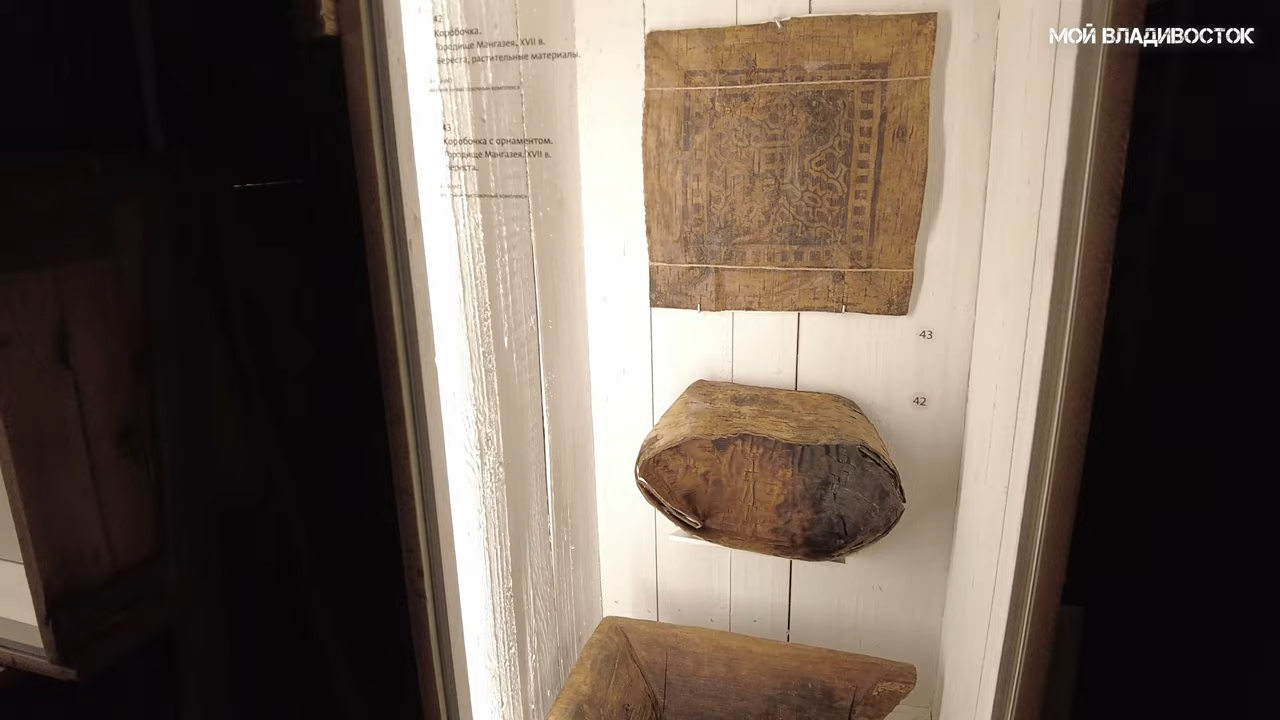 МОЙ ВЛАДИВОСТОК
42
Коробочка.
Городище Мангазея. XVII в.
Береста, растительные материалы.
43
Коробочка с орнаментом.
Городище Мангазея. XVII в.
Береста.
43
42